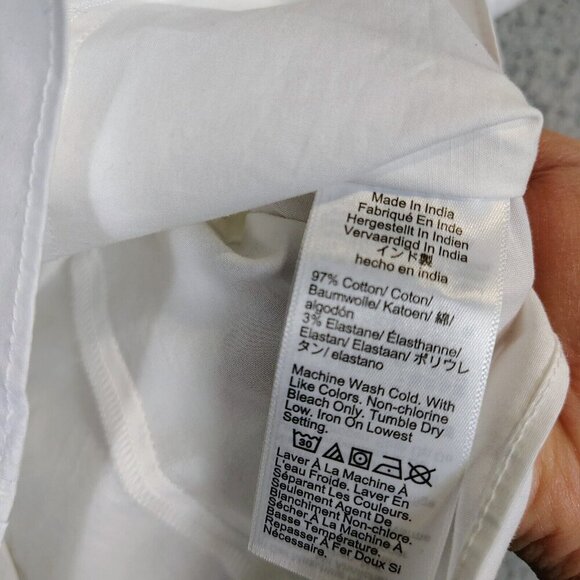 Made In India
Fabriqué En Inde
Hergestellt In Indien
Vervaardigd In India
インド製
hecho en india
97% Cotton/ Coton/
Baumwolle/ Katoen/ 綿/
algodón
3% Elastane/ Élasthanne/
Elastan/ Elastaan/ ポリウレ
タン/ elastano
Machine Wash Cold. With
Like Colors. Non-chlorine
Bleach Only. Tumble Dry
Low. Iron On Lowest
Setting.
30
Laver À La Machine À
L'eau Froide. Laver En
Séparant Les Couleurs.
Seulement Agent De
Blanchiment Non-chlore.
Sécher À La Machine À
Basse Température.
Repasser À Fer Doux Si
Nécessaire.